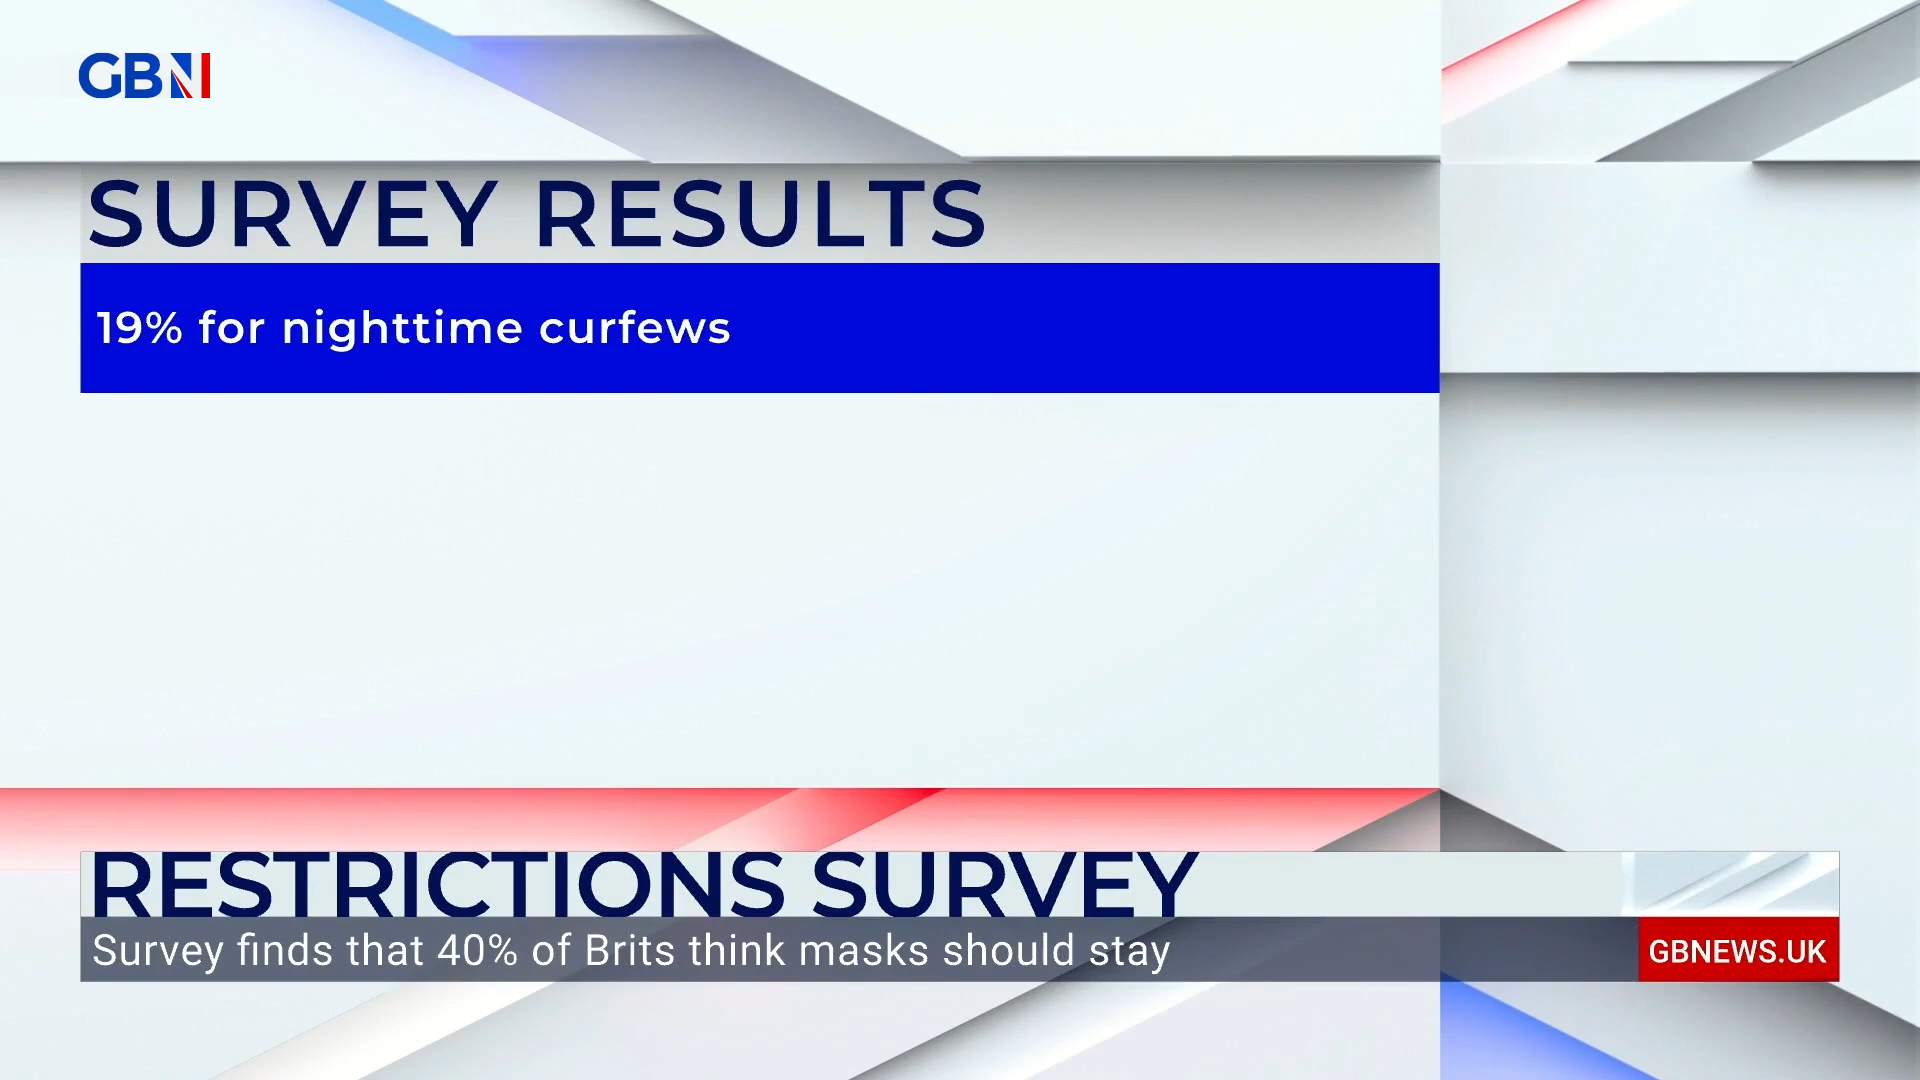 GBN
SURVEY RESULTS
19% for nighttime curfews
RESTRICTIONS SURVEY
Survey finds that 40% of Brits think masks should stay
GBNEWS.UK